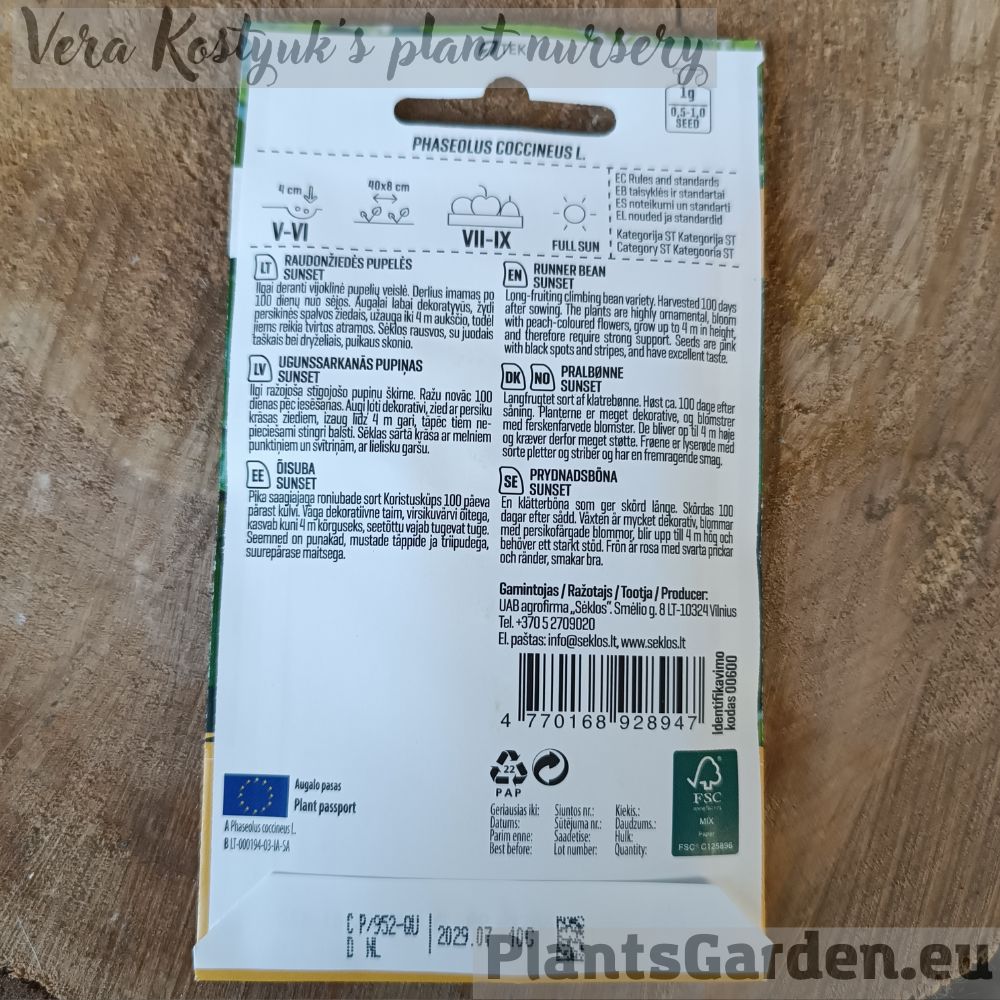 Vera Kostyuk's plant nursery
1g
0,5-1,0
SEED
PHASEOLUS COCCINEUS L.
4 cm
40x8 cm
V-VI
VII-IX
FULL SUN
EC Rules and standards
EB taisyklės ir standartai
ES noteikumi un standarti
EL nouded ja standardid
Kategorija ST Kategorija ST
Category ST Kategooria ST
LT RAUDONŽIEDĖS PUPELĖS
SUNSET
Ilgai deranti vijoklinė pupelių veislė. Derlius imamas po
100 dienų nuo sėjos. Augalai labai dekoratyvūs, žydi
persikinės spalvos žiedais, užauga iki 4 m aukščio, todėl
jiems reikia tvirtos atramos. Sėklos rausvos, su juodais
taškais bei dryželiais, puikaus skonio.
LV UGUNSSARKANĀS PUPIŅAS
SUNSET
Ilgi ražojoša stīgojošo pupiņu šķirne. Ražu novāc 100
dienas pēc iesēšanas. Augi ļoti dekoratīvi, zied ar persiku
krāsas ziediem, izaug līdz 4 m gari, tāpēc tiem ne-
pieciešami stingri balsti. Sēklas sārtā krāsa ar melniem
punktiņiem un švītriņām, ar lielisku garšu.
EE ÕISUBA
SUNSET
Pika saagiajaga roniubade sort Koristusküps 100 päeva
pärast külvi. Väga dekoratiivne taim, virsikuvärvi õitega,
kasvab kuni 4 m kõrguseks, seetõttu vajab tugevat tuge.
Seemned on punakad, mustade täppide ja triipudega,
suurepärase maitsega.
EN RUNNER BEAN
SUNSET
Long-fruiting climbing bean variety. Harvested 100 days
after sowing. The plants are highly ornamental, bloom
with peach-coloured flowers, grow up to 4 m in height,
and therefore require strong support. Seeds are pink
with black spots and stripes, and have excellent taste.
DK NO PRALBØNNE
SUNSET
Langfrugtet sort af klatrebønne. Høst ca. 100 dage efter
såning. Planterne er meget dekorative, og blomstrer
med ferskenfarvede blomster. De bliver op til 4 m høje
og kræver derfor meget støtte. Frøene er lyserøde med
sorte pletter og striber og har en fremragende smag.
SE PRYDNADSBÖNA
SUNSET
En klätterböna som ger skörd länge. Skördas 100
dagar efter sådd. Växten är mycket dekorativ, blommar
med persikofärgade blommor, blir upp till 4 m hög och
behöver ett starkt stöd. Frön är rosa med svarta prickar
och ränder, smakar bra.
Gamintojas / Ražotajs / Tootja / Producer:
UAB agrofirma „Sėklos". Smėlio g. 8 LT-10324 Vilnius
Tel. +370 5 2709020
El. paštas: info@seklos.lt, www.seklos.lt
4 770168 928947
Identifikavimo
kodas 00600
22
PAP
FSC
MIX
Paper
FSC® C125896
Augalo pasas
Plant passport
A Phaseolus coccineus L.
B LT-000194-03-IA-SA
Geriausias iki: Siuntos nr.: Kiekis.:
Datums: Sūtējuma nr.: Daudzums.:
Parim enne: Saadetise: Hulk:
Best before: Lot number: Quantity:
C P/952-QU
D NL
2029.07 40G
PlantsGarden.eu